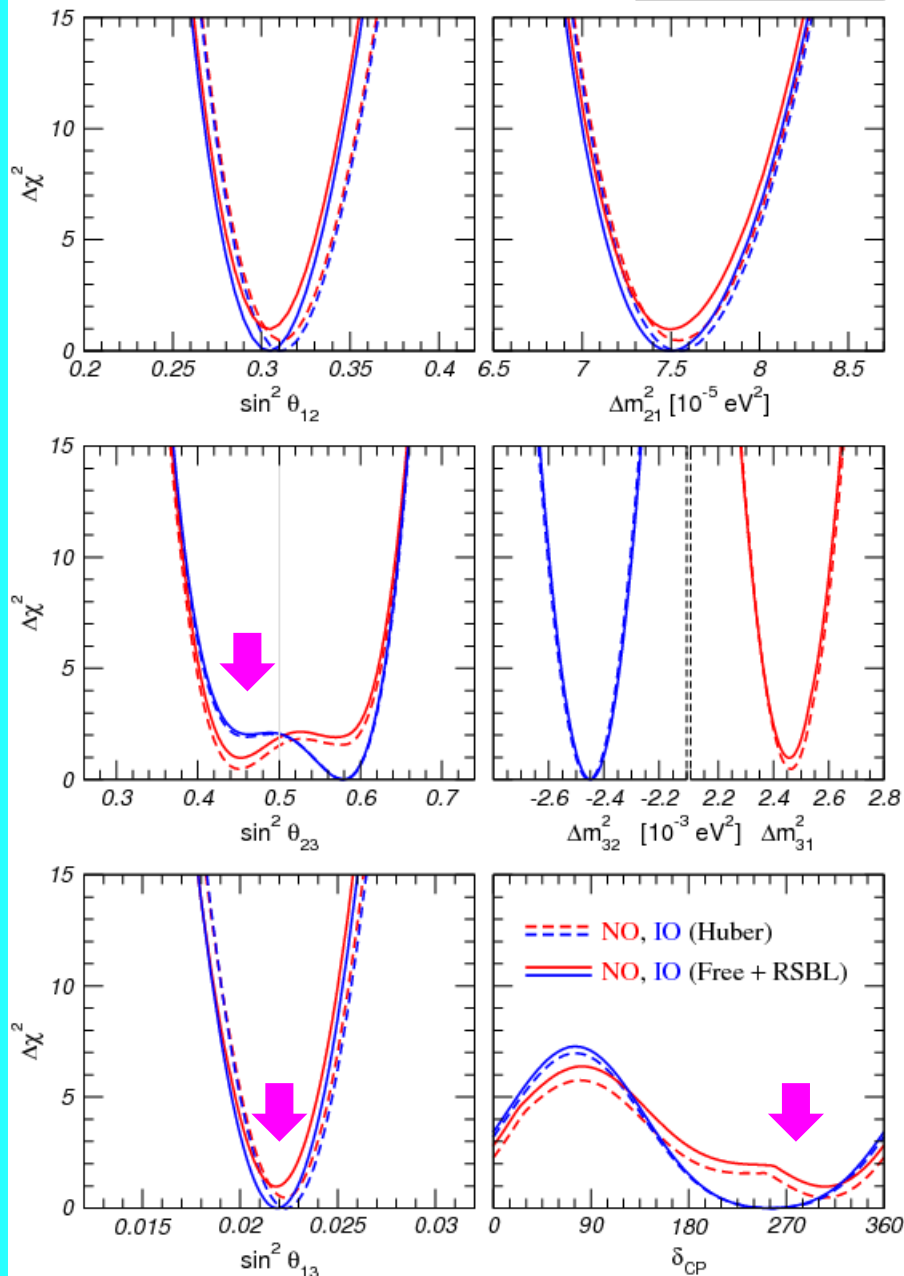 15
10
5
0
Δχ²
0.2 0.25 0.3 0.35 0.4
sin² θ₁₂
6.5 7 7.5 8 8.5
Δm²₂₁ [10⁻⁵ eV²]
15
10
5
0
Δχ²
0.3 0.4 0.5 0.6 0.7
sin² θ₂₃
-2.6 -2.4 -2.2 2.2 2.4 2.6 2.8
Δm²₃₂ [10⁻³ eV²] Δm²₃₁
15
10
5
0
Δχ²
0.015 0.02 0.025 0.03
sin² θ₁₃
NO, IO (Huber)
NO, IO (Free + RSBL)
0 90 180 270 360
δCP